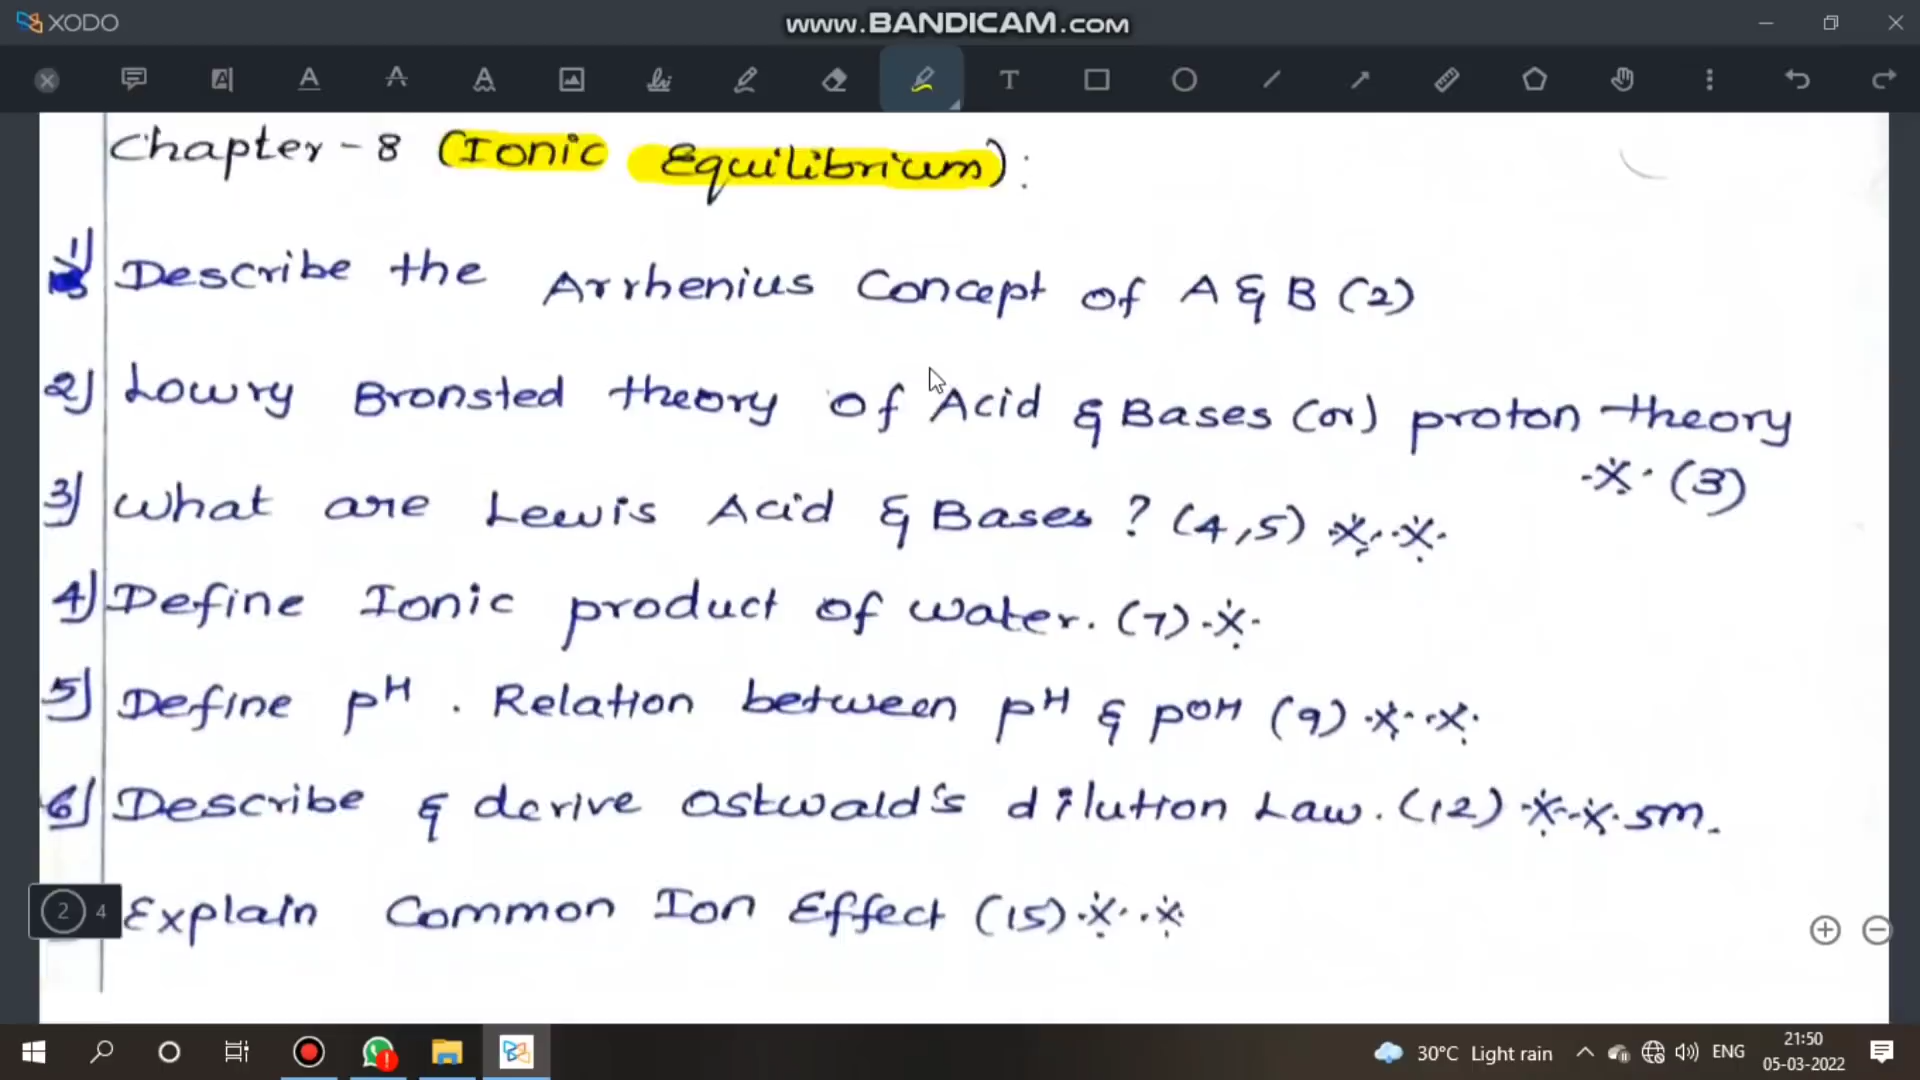 XODO
www.BANDICAM.com
Chapter - 8 (Ionic Equilibrium):
1) Describe the Arrhenius Concept of A & B (2)
2) Lowry Bronsted theory of Acid & Bases (or) proton theory
(3)
3) What are Lewis Acid & Bases ? (4,5)
4) Define Ionic product of water. (7)
5) Define pH . Relation between pH & pOH (9)
6) Describe & derive Ostwald's dilution Law. (12) 5m.
Explain Common Ion Effect (15)
2 4
30°C Light rain
ENG
21:50
05-03-2022